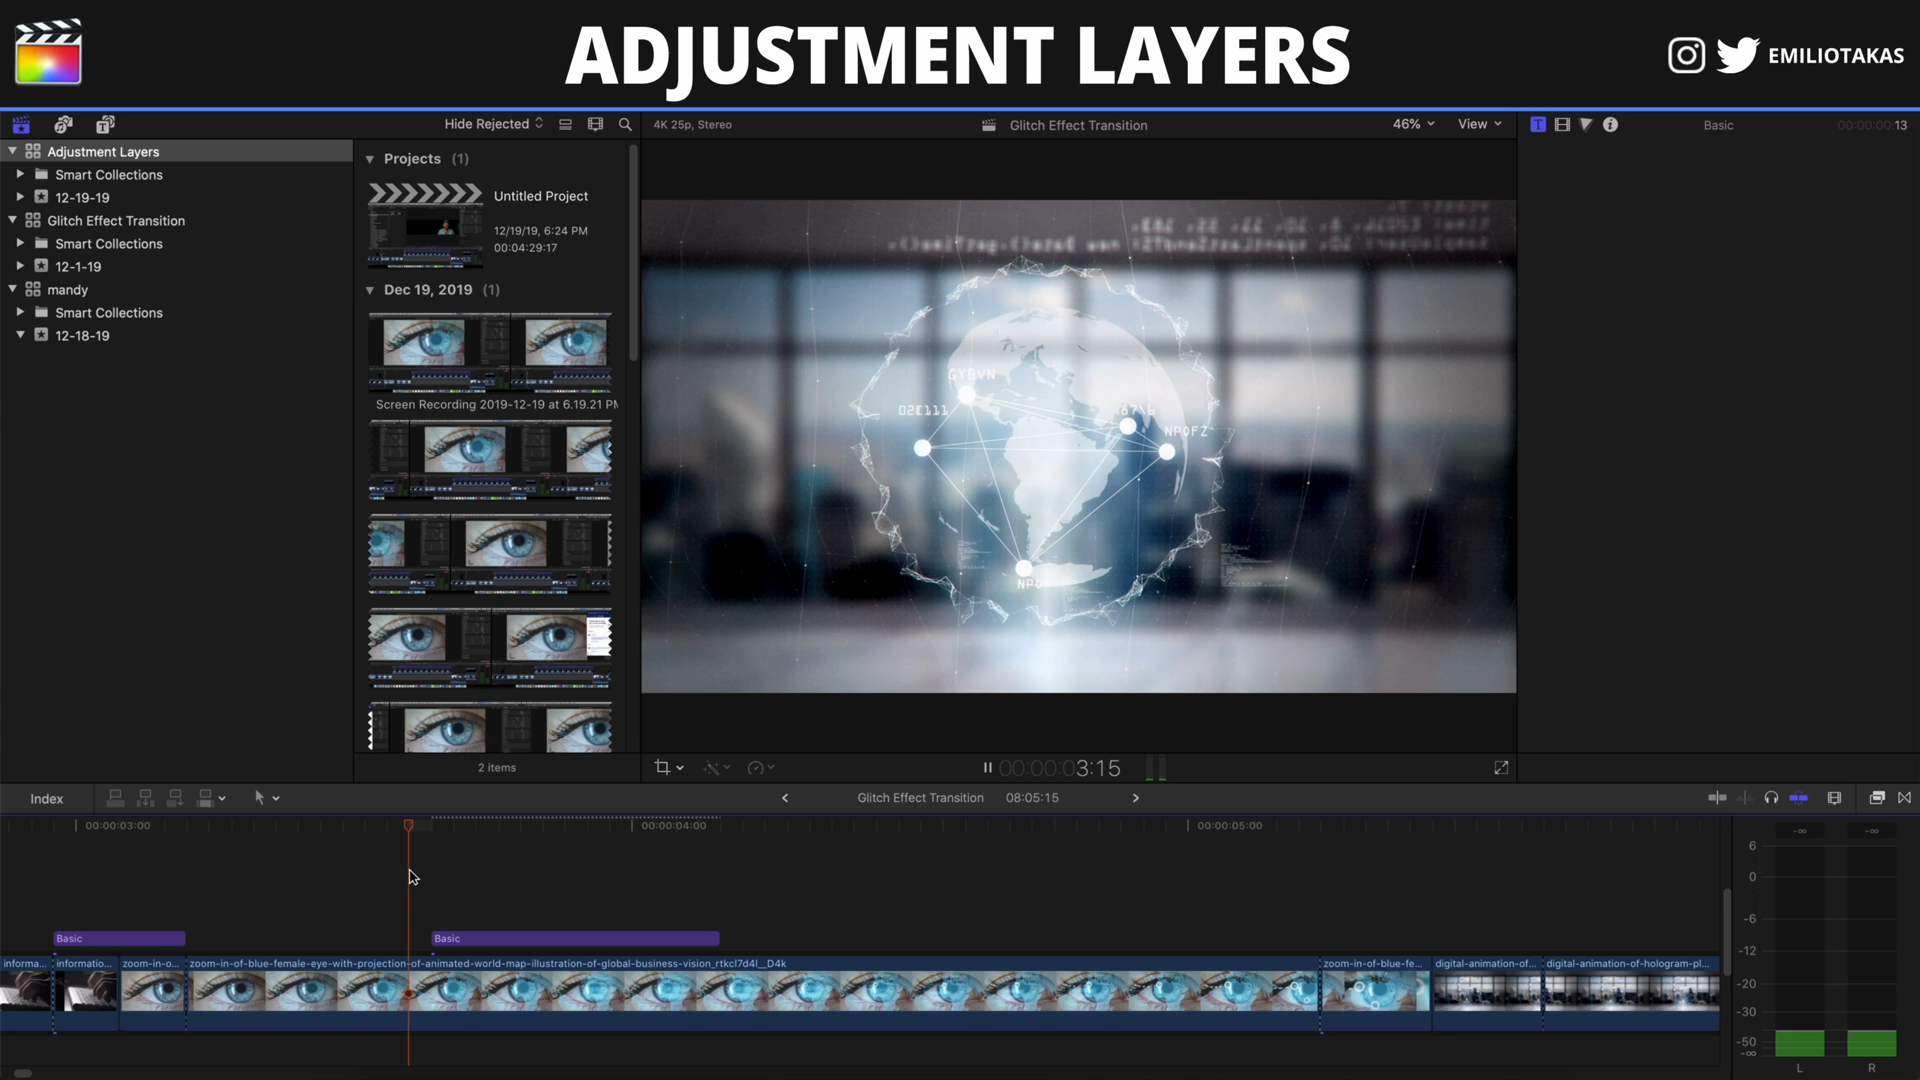 ADJUSTMENT LAYERS
EMILIOTAKAS
Hide Rejected
4K 25p, Stereo
Glitch Effect Transition
46%
View
Basic
00:00:00:13
Adjustment Layers
Smart Collections
12-19-19
Glitch Effect Transition
Smart Collections
12-1-19
mandy
Smart Collections
12-18-19
Projects (1)
Untitled Project
12/19/19, 6:24 PM
00:04:29:17
Dec 19, 2019 (1)
Screen Recording 2019-12-19 at 6.19.21 PM
2 items
GYBVN
NPOFZ
NPO
00:00:03:15
Index
Glitch Effect Transition
08:05:15
00:00:03:00
00:00:04:00
00:00:05:00
Basic
Basic
informa...
informatio...
zoom-in-o...
zoom-in-of-blue-female-eye-with-projection-of-animated-world-map-illustration-of-global-business-vision_rtkcl7d4l__D4k
zoom-in-of-blue-fe...
digital-animation-of...
digital-animation-of-hologram-pl...
-∞
-∞
6
0
-6
-12
-20
-30
-50
-∞
L
R